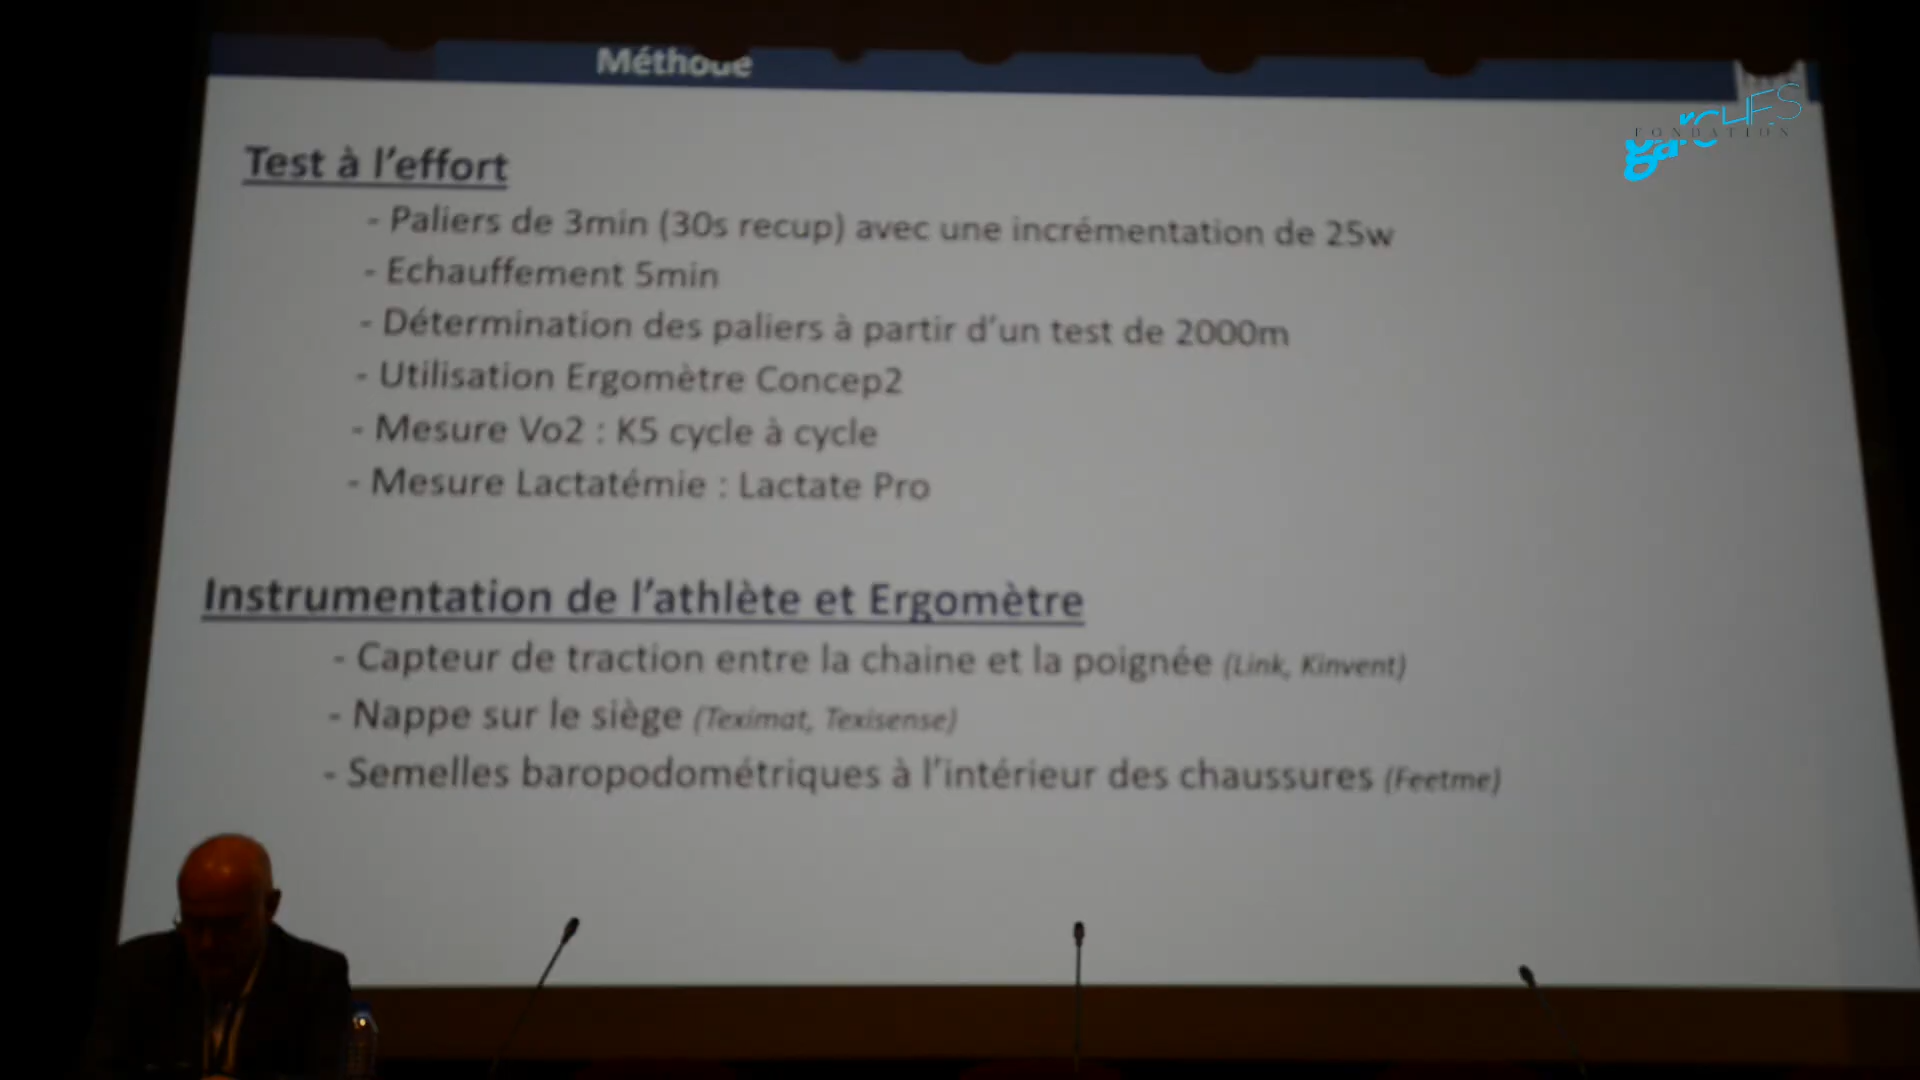 Méthode
garCHES
FONDATION
Test à l'effort
- Paliers de 3min (30s recup) avec une incrémentation de 25w
- Echauffement 5min
- Détermination des paliers à partir d'un test de 2000m
- Utilisation Ergomètre Concep2
- Mesure Vo2 : K5 cycle à cycle
- Mesure Lactatémie : Lactate Pro
Instrumentation de l'athlète et Ergomètre
- Capteur de traction entre la chaine et la poignée (Link, Kinvent)
- Nappe sur le siège (Teximat, Texisense)
- Semelles baropodométriques à l'intérieur des chaussures (Feetme)